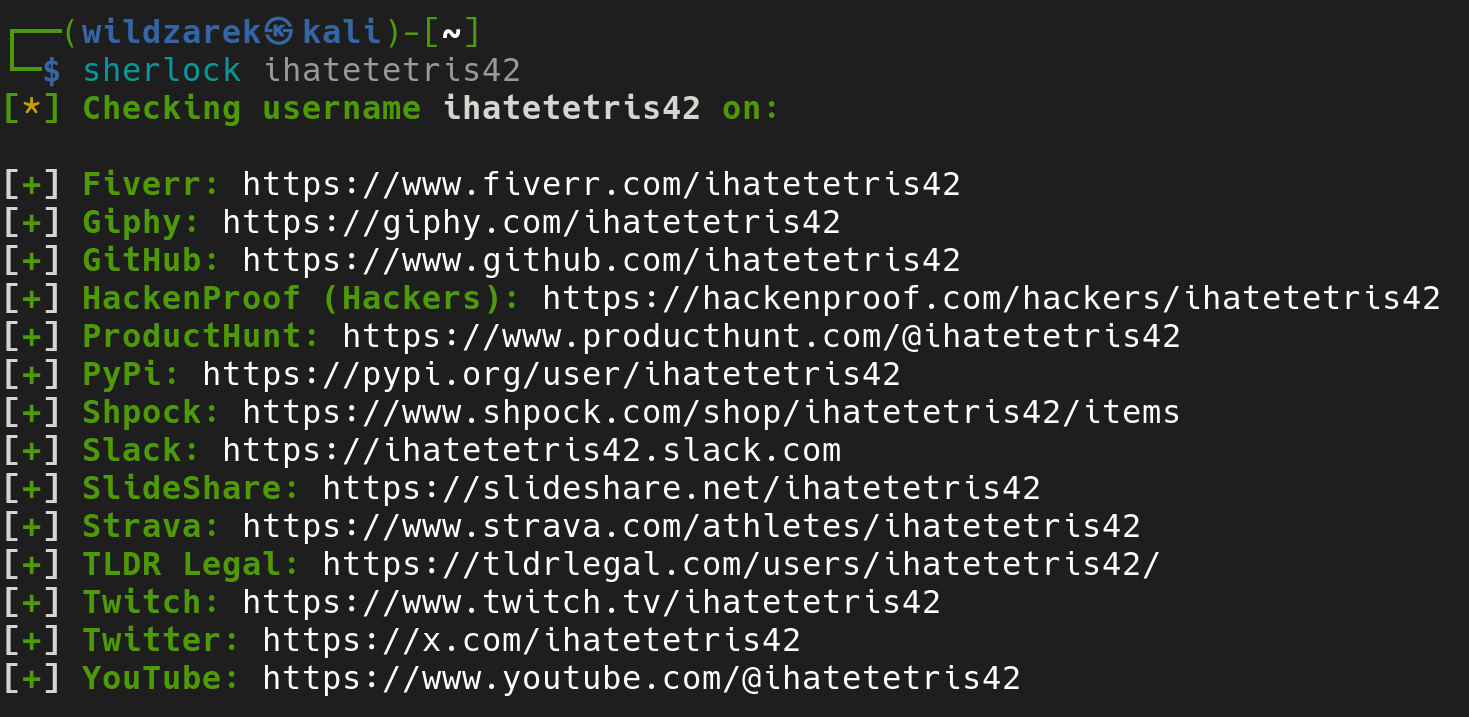 ┌──(wildzarek㉿kali)-[~]
└─$ sherlock ihatetetris42
[*] Checking username ihatetetris42 on:

[+] Fiverr: https://www.fiverr.com/ihatetetris42
[+] Giphy: https://giphy.com/ihatetetris42
[+] GitHub: https://www.github.com/ihatetetris42
[+] HackenProof (Hackers): https://hackenproof.com/hackers/ihatetetris42
[+] ProductHunt: https://www.producthunt.com/@ihatetetris42
[+] PyPi: https://pypi.org/user/ihatetetris42
[+] Shpock: https://www.shpock.com/shop/ihatetetris42/items
[+] Slack: https://ihatetetris42.slack.com
[+] SlideShare: https://slideshare.net/ihatetetris42
[+] Strava: https://www.strava.com/athletes/ihatetetris42
[+] TLDR Legal: https://tldrlegal.com/users/ihatetetris42/
[+] Twitch: https://www.twitch.tv/ihatetetris42
[+] Twitter: https://x.com/ihatetetris42
[+] YouTube: https://www.youtube.com/@ihatetetris42